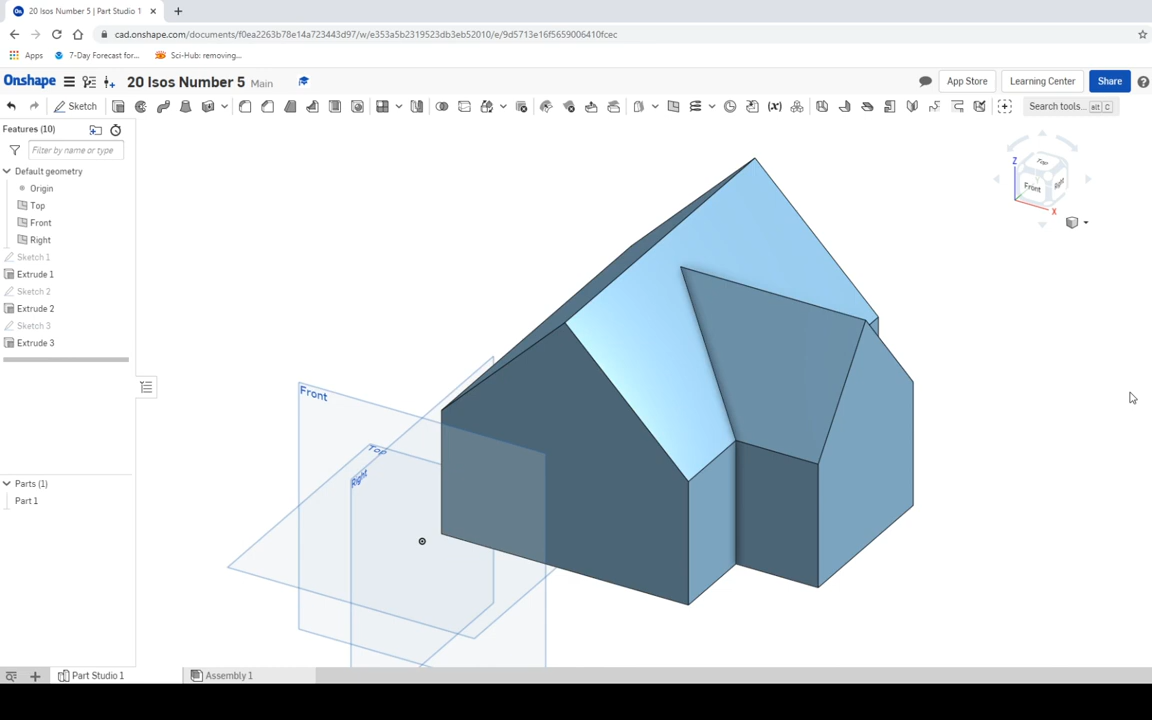 20 Isos Number 5 | Part Studio 1
cad.onshape.com/documents/f0ea2263b78e14a723443d97/w/e353a5b2319523db3eb52010/e/9d5713e16f5659006410fcec
Apps
7-Day Forecast for...
Sci-Hub: removing...
Onshape
20 Isos Number 5 Main
App Store
Learning Center
Share
Sketch
(x)
Search tools... alt C
Features (10)
Filter by name or type
Default geometry
Origin
Top
Front
Right
Sketch 1
Extrude 1
Sketch 2
Extrude 2
Sketch 3
Extrude 3
Parts (1)
Part 1
Front
Top
Right
Z
Top
Front
Right
X
Part Studio 1
Assembly 1